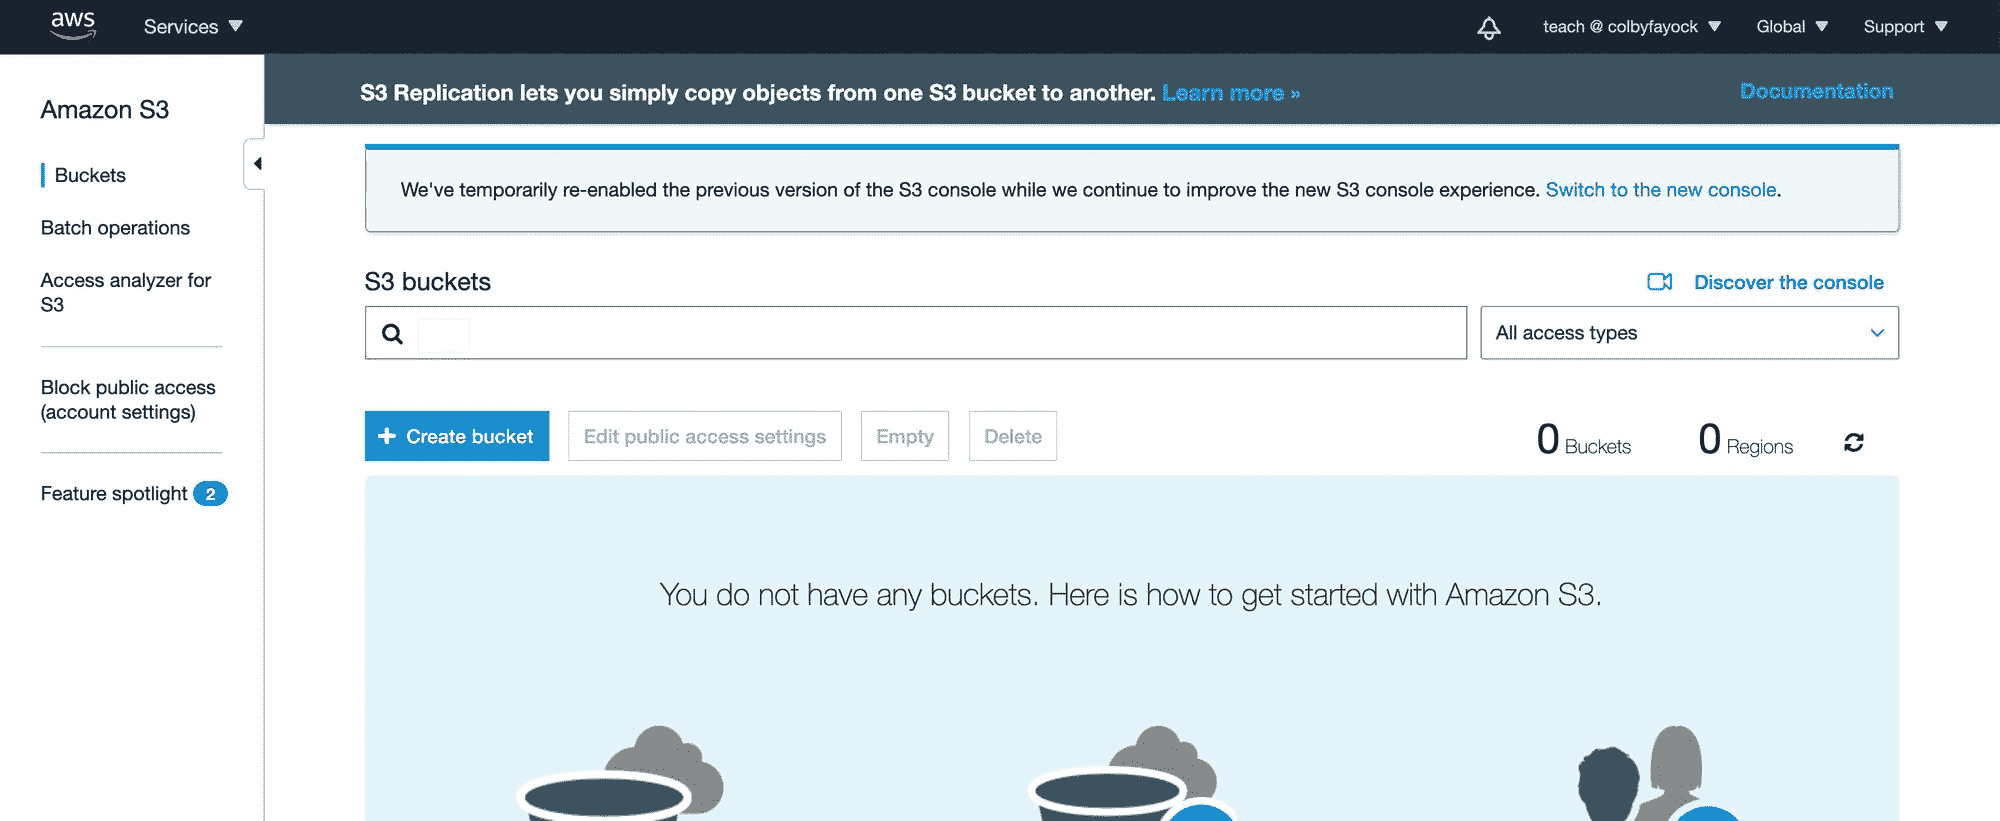 aws Services
teach @ colbyfayock Global Support
Amazon S3
Buckets
Batch operations
Access analyzer for
S3
Block public access
(account settings)
Feature spotlight 2
S3 Replication lets you simply copy objects from one S3 bucket to another. Learn more »
Documentation
We've temporarily re-enabled the previous version of the S3 console while we continue to improve the new S3 console experience. Switch to the new console.
S3 buckets
Discover the console
All access types
Create bucket
Edit public access settings
Empty
Delete
0 Buckets
0 Regions
You do not have any buckets. Here is how to get started with Amazon S3.